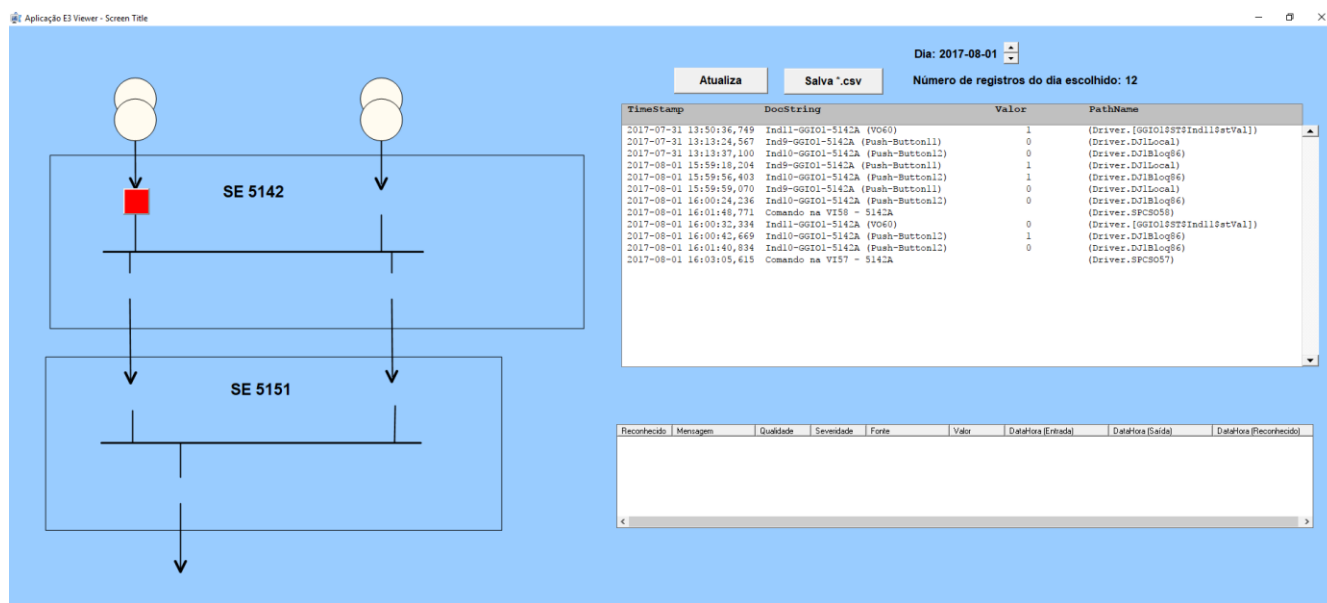 Aplicação E3 Viewer - Screen Title
Dia: 2017-08-01
Atualiza
Salva *.csv
Número de registros do dia escolhido: 12
TimeStamp DocString Valor PathName
2017-07-31 13:50:36,749 Ind11-GGIO1-5142A (VO60) 1 (Driver.[GGIO1$ST$Ind11$stVal])
2017-07-31 13:13:24,567 Ind9-GGIO1-5142A (Push-Button11) 0 (Driver.DJ1Local)
2017-07-31 13:13:37,100 Ind10-GGIO1-5142A (Push-Button12) 0 (Driver.DJ1Bloq86)
2017-08-01 15:59:18,204 Ind9-GGIO1-5142A (Push-Button11) 1 (Driver.DJ1Local)
2017-08-01 15:59:56,403 Ind10-GGIO1-5142A (Push-Button12) 1 (Driver.DJ1Bloq86)
2017-08-01 15:59:59,070 Ind9-GGIO1-5142A (Push-Button11) 0 (Driver.DJ1Local)
2017-08-01 16:00:24,236 Ind10-GGIO1-5142A (Push-Button12) 0 (Driver.DJ1Bloq86)
2017-08-01 16:01:48,771 Comando na VI58 - 5142A (Driver.SPCSO58)
2017-08-01 16:00:32,334 Ind11-GGIO1-5142A (VO60) 0 (Driver.[GGIO1$ST$Ind11$stVal])
2017-08-01 16:00:42,669 Ind10-GGIO1-5142A (Push-Button12) 1 (Driver.DJ1Bloq86)
2017-08-01 16:01:40,834 Ind10-GGIO1-5142A (Push-Button12) 0 (Driver.DJ1Bloq86)
2017-08-01 16:03:05,615 Comando na VI57 - 5142A (Driver.SPCSO57)
SE 5142
SE 5151
Reconhecido Mensagem Qualidade Severidade Fonte Valor DataHora (Entrada) DataHora (Saída) DataHora (Reconhecido)